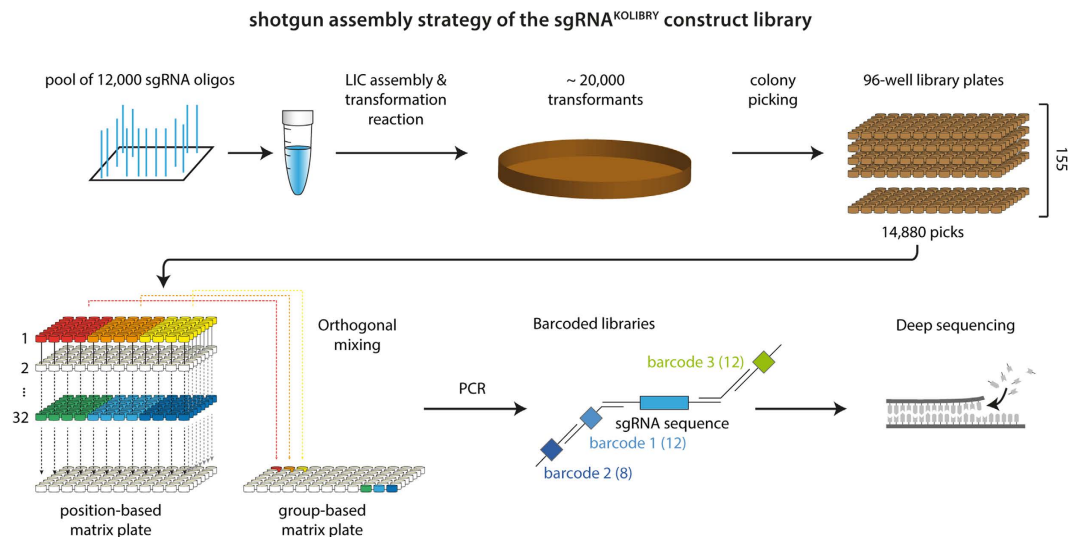 shotgun assembly strategy of the sgRNAKOLIBRY construct library
pool of 12,000 sgRNA oligos
LIC assembly &
transformation
reaction
~ 20,000
transformants
colony
picking
96-well library plates
155
14,880 picks
1
2
...
32
position-based
matrix plate
group-based
matrix plate
Orthogonal
mixing
PCR
Barcoded libraries
barcode 3 (12)
sgRNA sequence
barcode 1 (12)
barcode 2 (8)
Deep sequencing